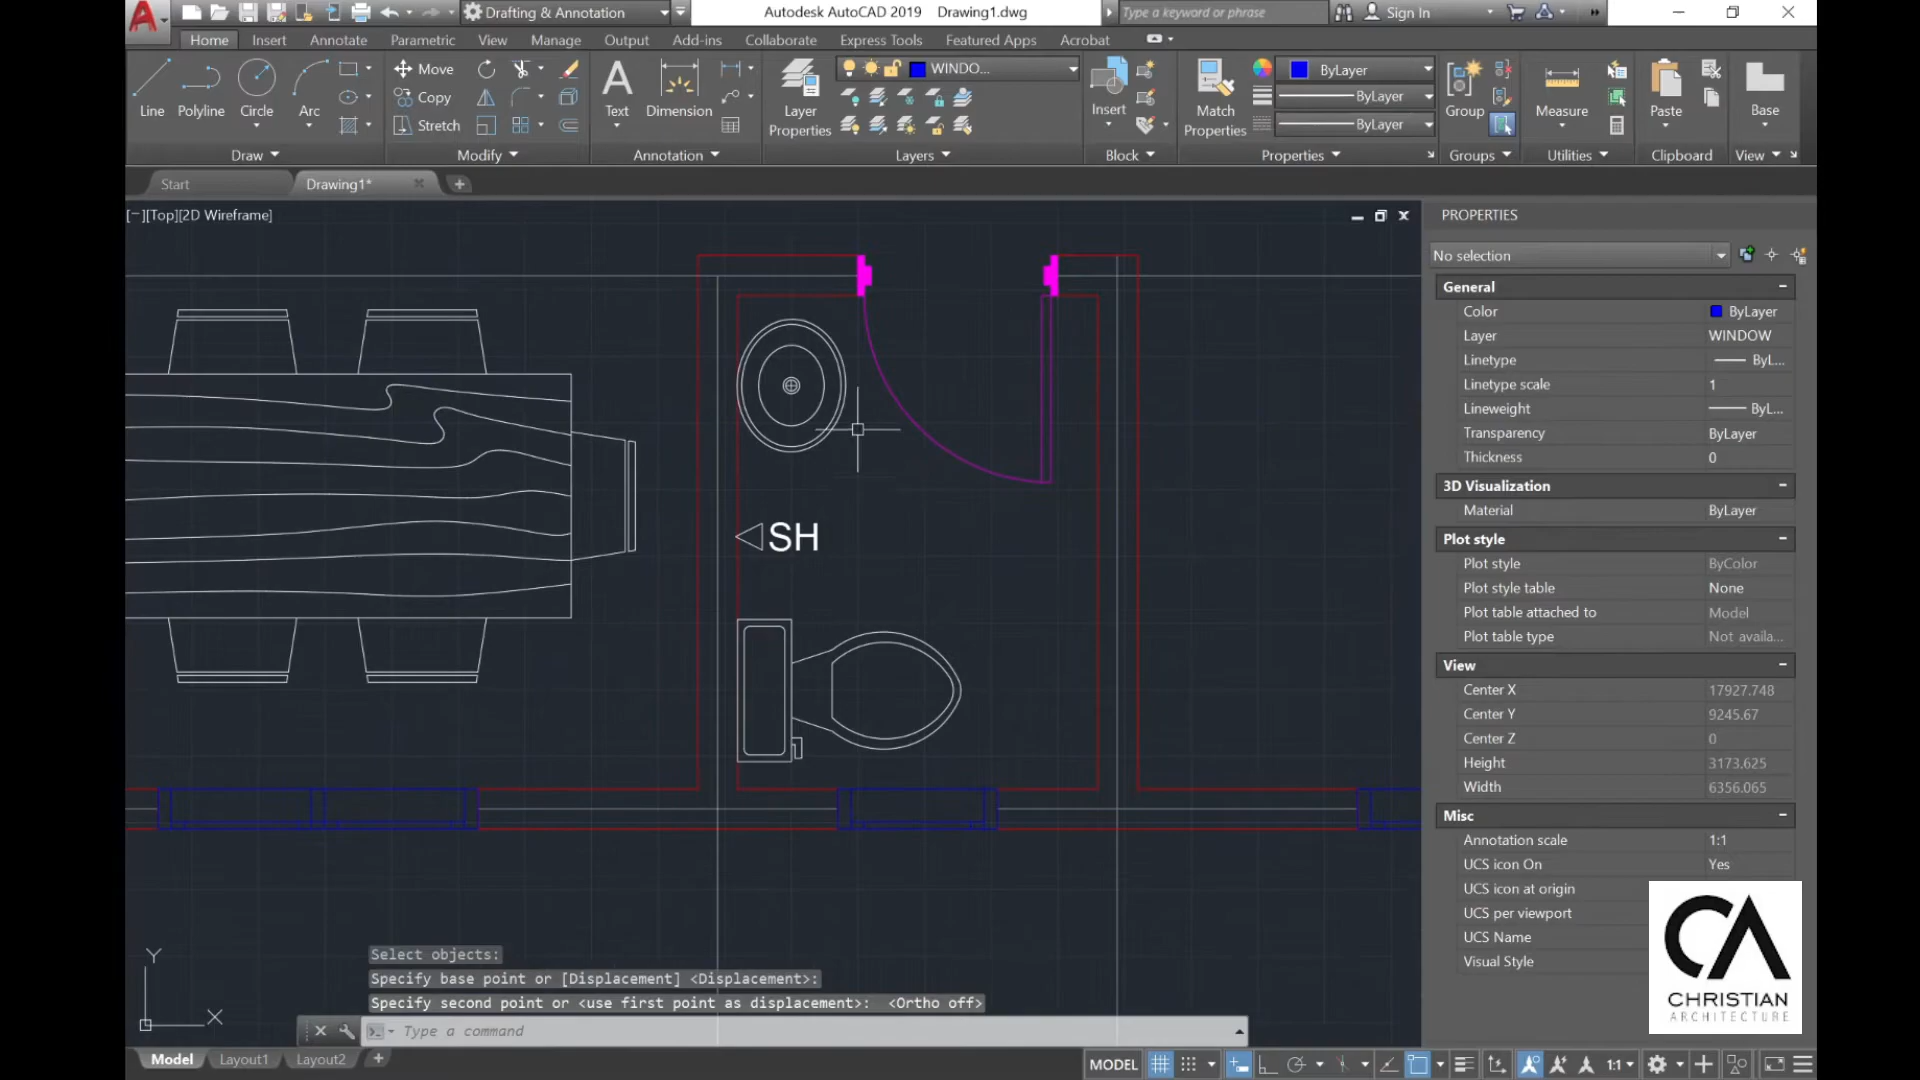 Drafting & Annotation
Autodesk AutoCAD 2019 Drawing1.dwg
Type a keyword or phrase
Sign In
Home Insert Annotate Parametric View Manage Output Add-ins Collaborate Express Tools Featured Apps Acrobat
Line Polyline Circle Arc
Move
Copy
Stretch
Text Dimension
Layer
Properties
WINDO...
Insert
Match
Properties
ByLayer
ByLayer
ByLayer
Group
Measure
Paste
Base
Draw Modify Annotation Layers Block Properties Groups Utilities Clipboard View
Start Drawing1* +
[−][Top][2D Wireframe]
SH
Y
X
PROPERTIES
No selection
General
Color ByLayer
Layer WINDOW
Linetype ByL...
Linetype scale 1
Lineweight ByL...
Transparency ByLayer
Thickness 0
3D Visualization
Material ByLayer
Plot style
Plot style ByColor
Plot style table None
Plot table attached to Model
Plot table type Not availa...
View
Center X 17927.748
Center Y 9245.67
Center Z 0
Height 3173.625
Width 6356.065
Misc
Annotation scale 1:1
UCS icon On Yes
UCS icon at origin
UCS per viewport
UCS Name
Visual Style
CA
CHRISTIAN
ARCHITECTURE
Select objects:
Specify base point or [Displacement] <Displacement>:
Specify second point or <use first point as displacement>: <Ortho off>
Type a command
Model Layout1 Layout2 +
MODEL 1:1